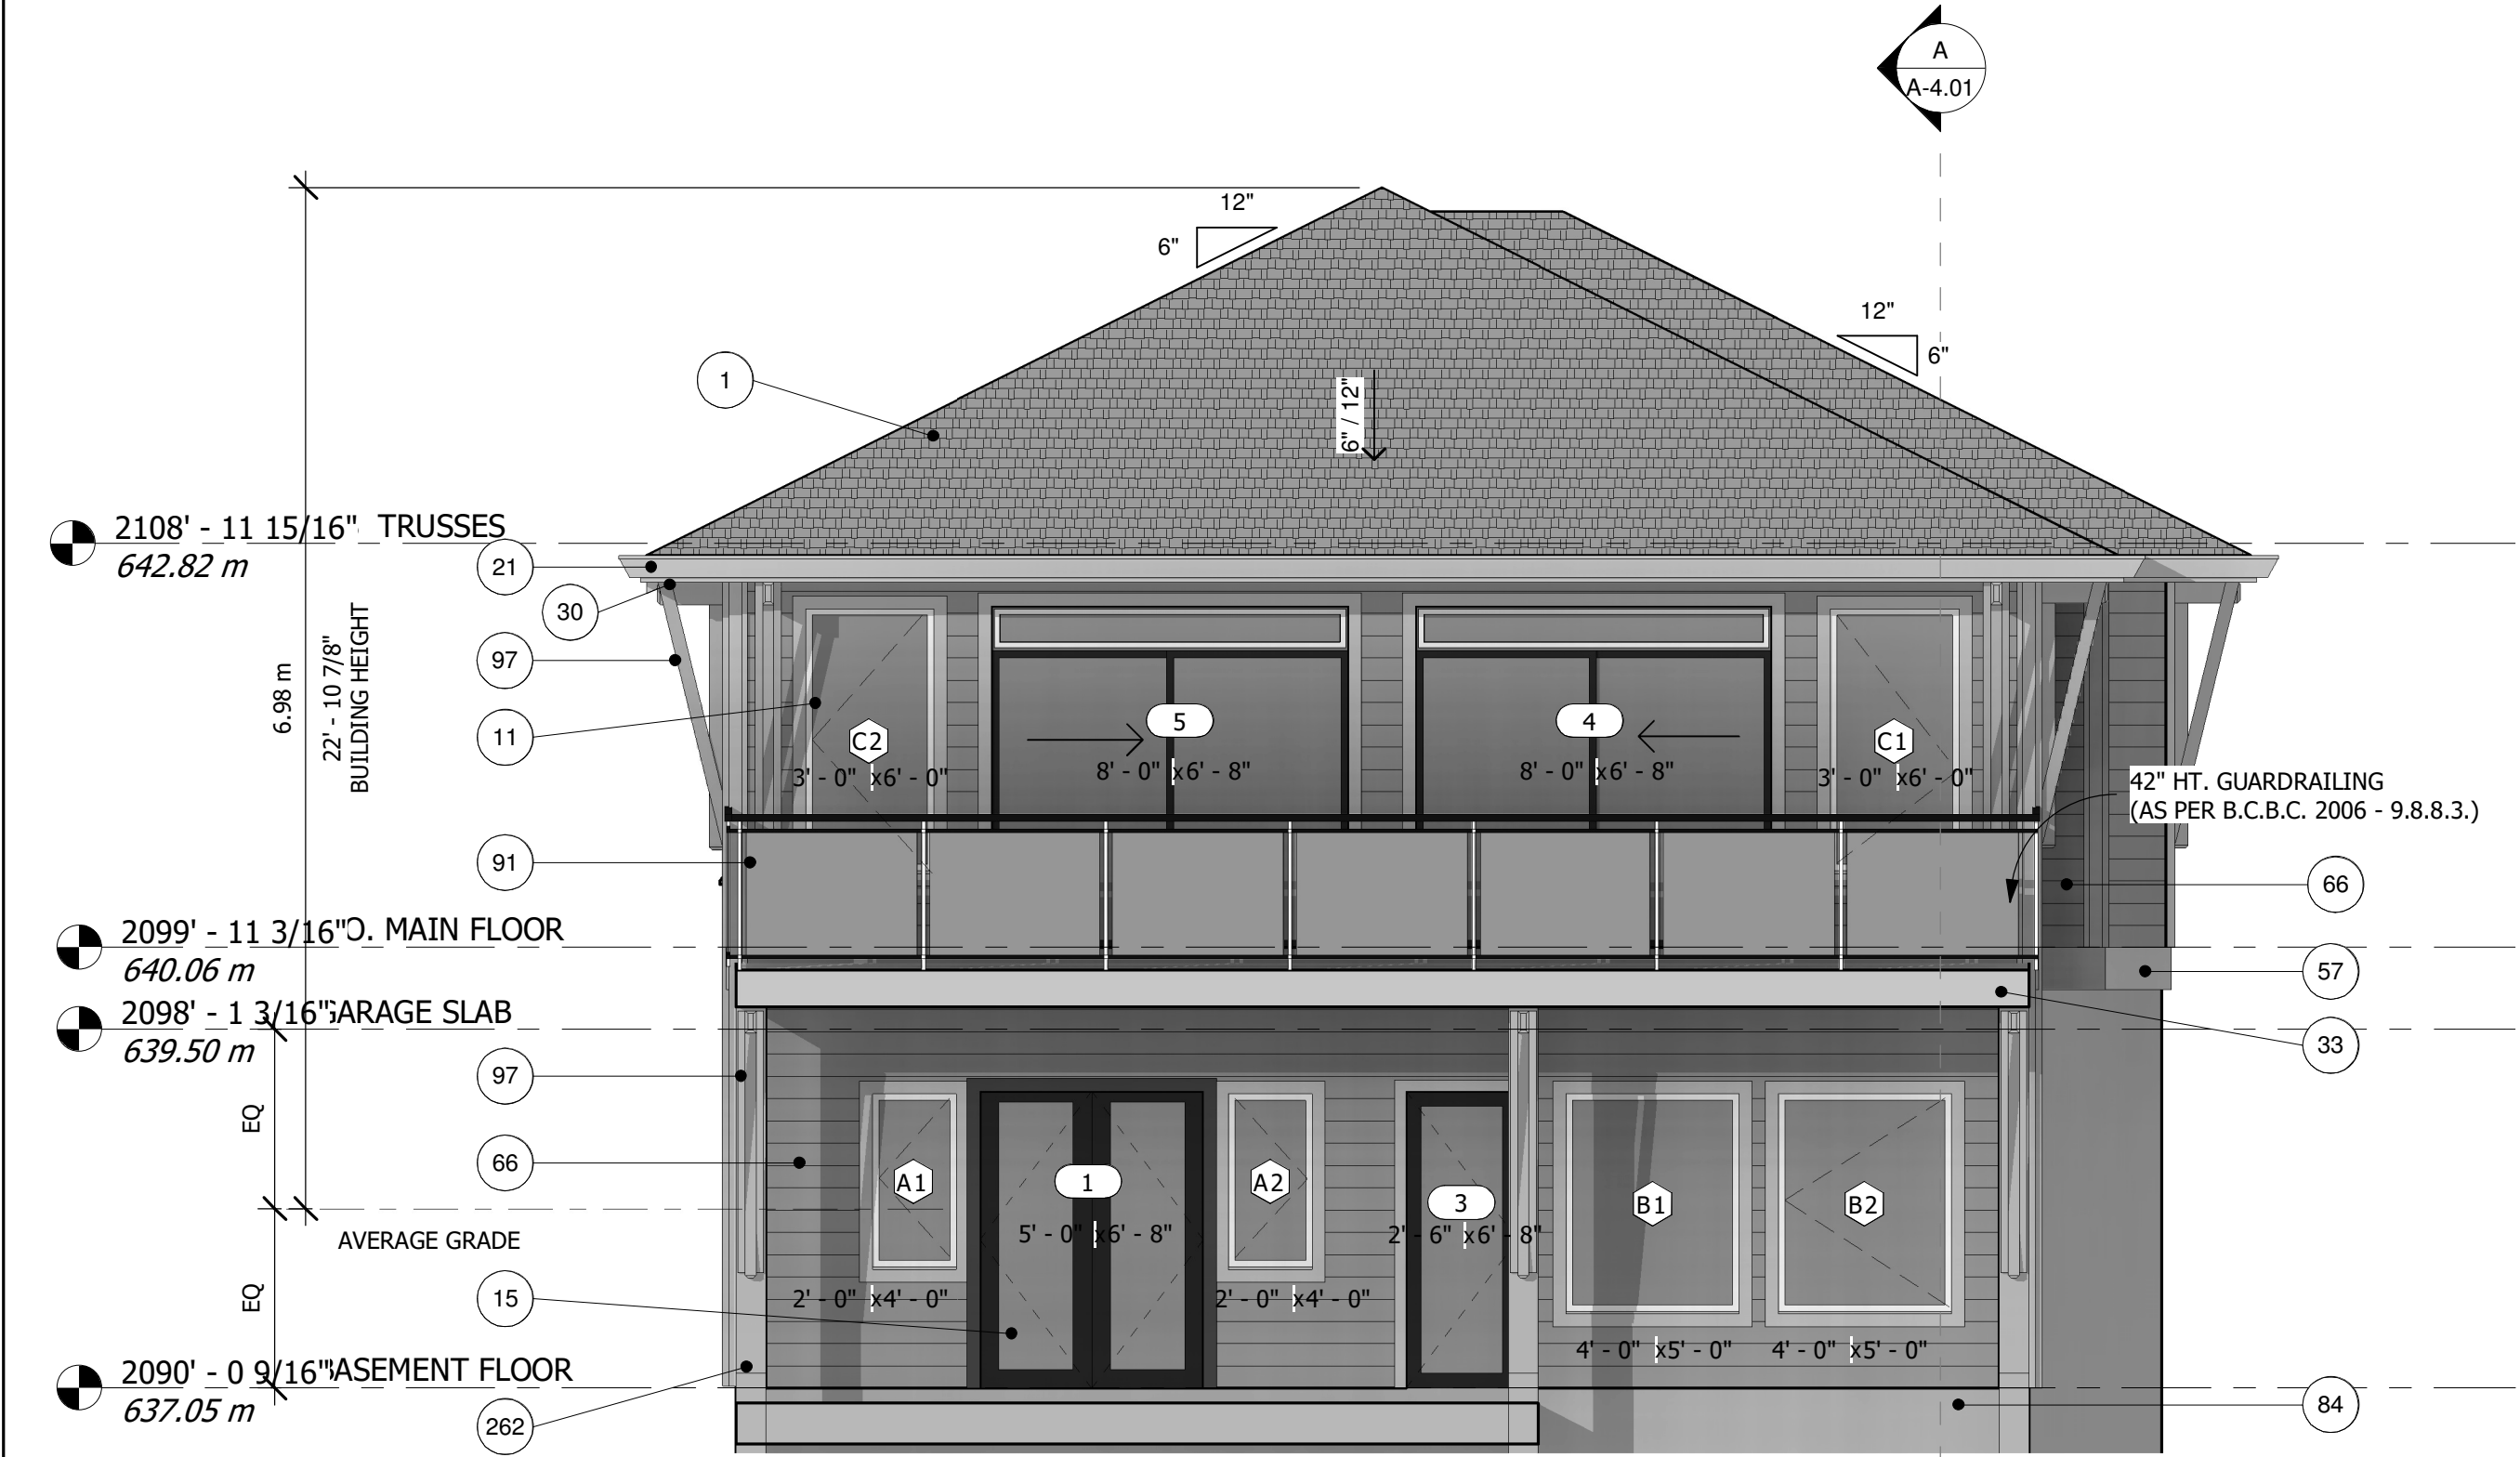 A
A-4.01
12"
6"
12"
6"
1
6" / 12"
2108' - 11 15/16" TRUSSES
642.82 m
21
30
97
11
6.98 m
22' - 10 7/8"
BUILDING HEIGHT
C2
3' - 0" x6' - 0"
5
8' - 0" x6' - 8"
4
8' - 0" x6' - 8"
C1
3' - 0" x6' - 0"
42" HT. GUARDRAILING
(AS PER B.C.B.C. 2006 - 9.8.8.3.)
91
66
2099' - 11 3/16" O. MAIN FLOOR
640.06 m
57
2098' - 1 3/16" GARAGE SLAB
639.50 m
33
97
EQ
66
A1
1
5' - 0" x6' - 8"
A2
3
2' - 6" x6' - 8"
B1
B2
AVERAGE GRADE
EQ
15
2' - 0" x4' - 0"
2' - 0" x4' - 0"
4' - 0" x5' - 0"
4' - 0" x5' - 0"
2090' - 0 9/16" BASEMENT FLOOR
637.05 m
262
84